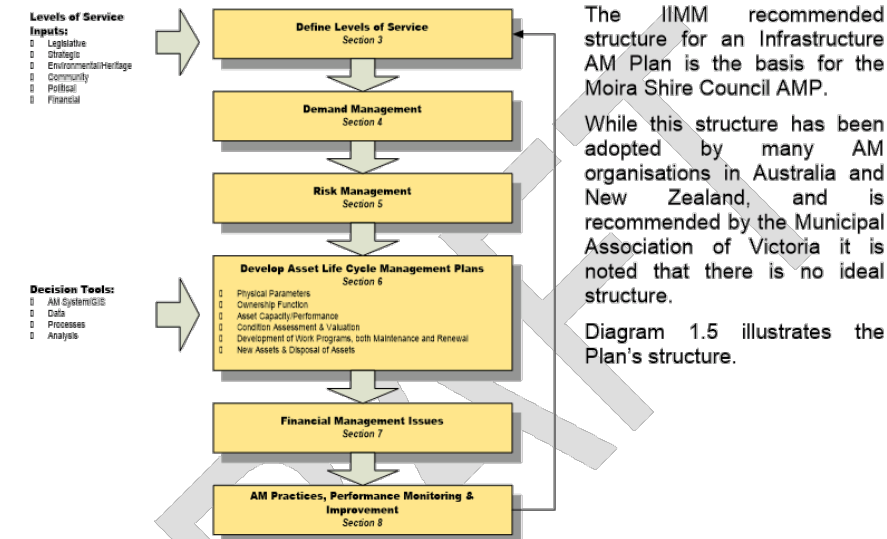 Levels of Service
Inputs:
Legislative
Strategic
Environmental/Heritage
Community
Political
Financial
Define Levels of Service
Section 3
Demand Management
Section 4
Risk Management
Section 5
Develop Asset Life Cycle Management Plans
Section 6
Physical Parameters
Ownership Function
Asset Capacity/Performance
Condition Assessment & Valuation
Development of Work Programs, both Maintenance and Renewal
New Assets & Disposal of Assets
Decision Tools:
AM System/GIS
Data
Processes
Analysis
Financial Management Issues
Section 7
AM Practices, Performance Monitoring &
Improvement
Section 8
The IIMM recommended
structure for an Infrastructure
AM Plan is the basis for the
Moira Shire Council AMP.
While this structure has been
adopted by many AM
organisations in Australia and
New Zealand, and is
recommended by the Municipal
Association of Victoria it is
noted that there is no ideal
structure.
Diagram 1.5 illustrates the
Plan's structure.